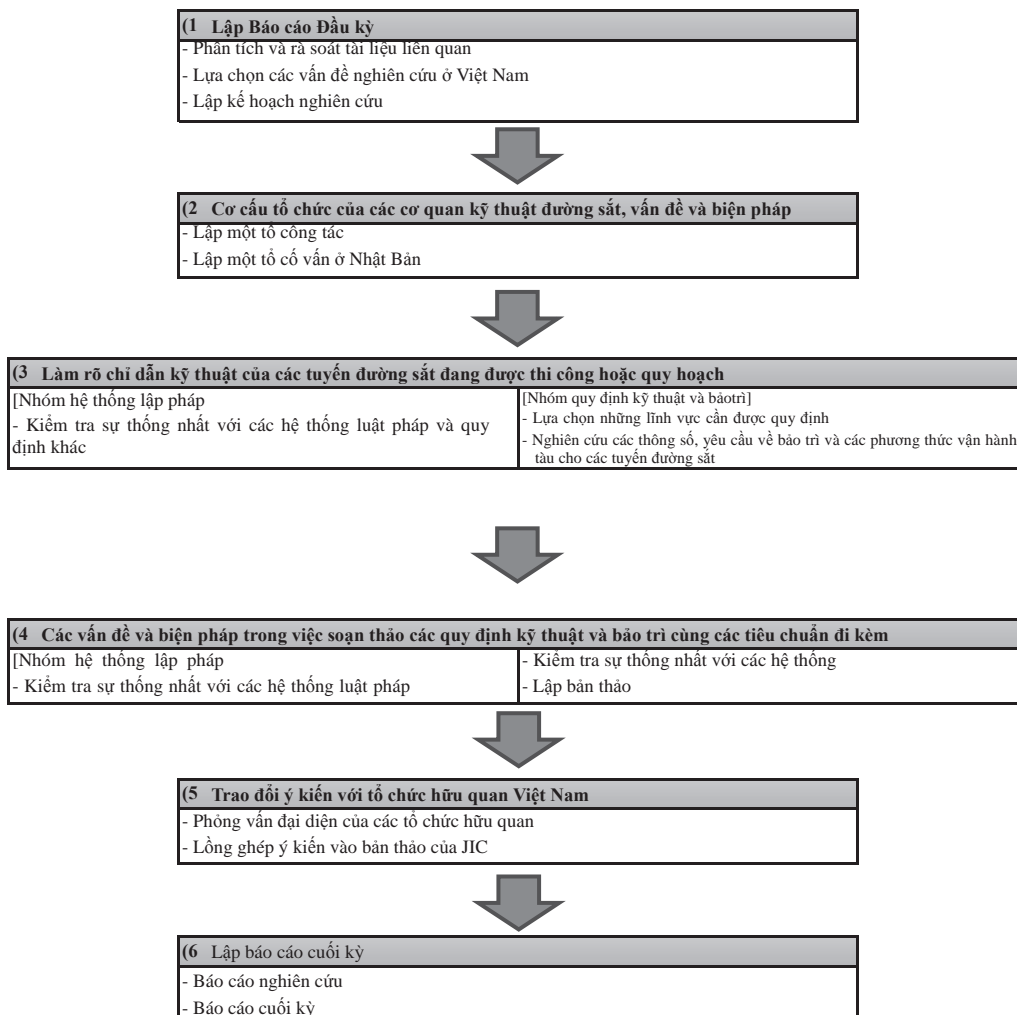 (1 Lập Báo cáo Đầu kỳ
- Phân tích và rà soát tài liệu liên quan
- Lựa chọn các vấn đề nghiên cứu ở Việt Nam
- Lập kế hoạch nghiên cứu
(2 Cơ cấu tổ chức của các cơ quan kỹ thuật đường sắt, vấn đề và biện pháp
- Lập một tổ công tác
- Lập một tổ cố vấn ở Nhật Bản
(3 Làm rõ chỉ dẫn kỹ thuật của các tuyến đường sắt đang được thi công hoặc quy hoạch
[Nhóm hệ thống lập pháp
- Kiểm tra sự thống nhất với các hệ thống luật pháp và quy
định khác
[Nhóm quy định kỹ thuật và bảotrì]
- Lựa chọn những lĩnh vực cần được quy định
- Nghiên cứu các thông số, yêu cầu về bảo trì và các phương thức vận hành
tàu cho các tuyến đường sắt
(4 Các vấn đề và biện pháp trong việc soạn thảo các quy định kỹ thuật và bảo trì cùng các tiêu chuẩn đi kèm
[Nhóm hệ thống lập pháp
- Kiểm tra sự thống nhất với các hệ thống luật pháp
- Kiểm tra sự thống nhất với các hệ thống
- Lập bản thảo
(5 Trao đổi ý kiến với tổ chức hữu quan Việt Nam
- Phỏng vấn đại diện của các tổ chức hữu quan
- Lồng ghép ý kiến vào bản thảo của JIC
(6 Lập báo cáo cuối kỳ
- Báo cáo nghiên cứu
- Báo cáo cuối kỳ